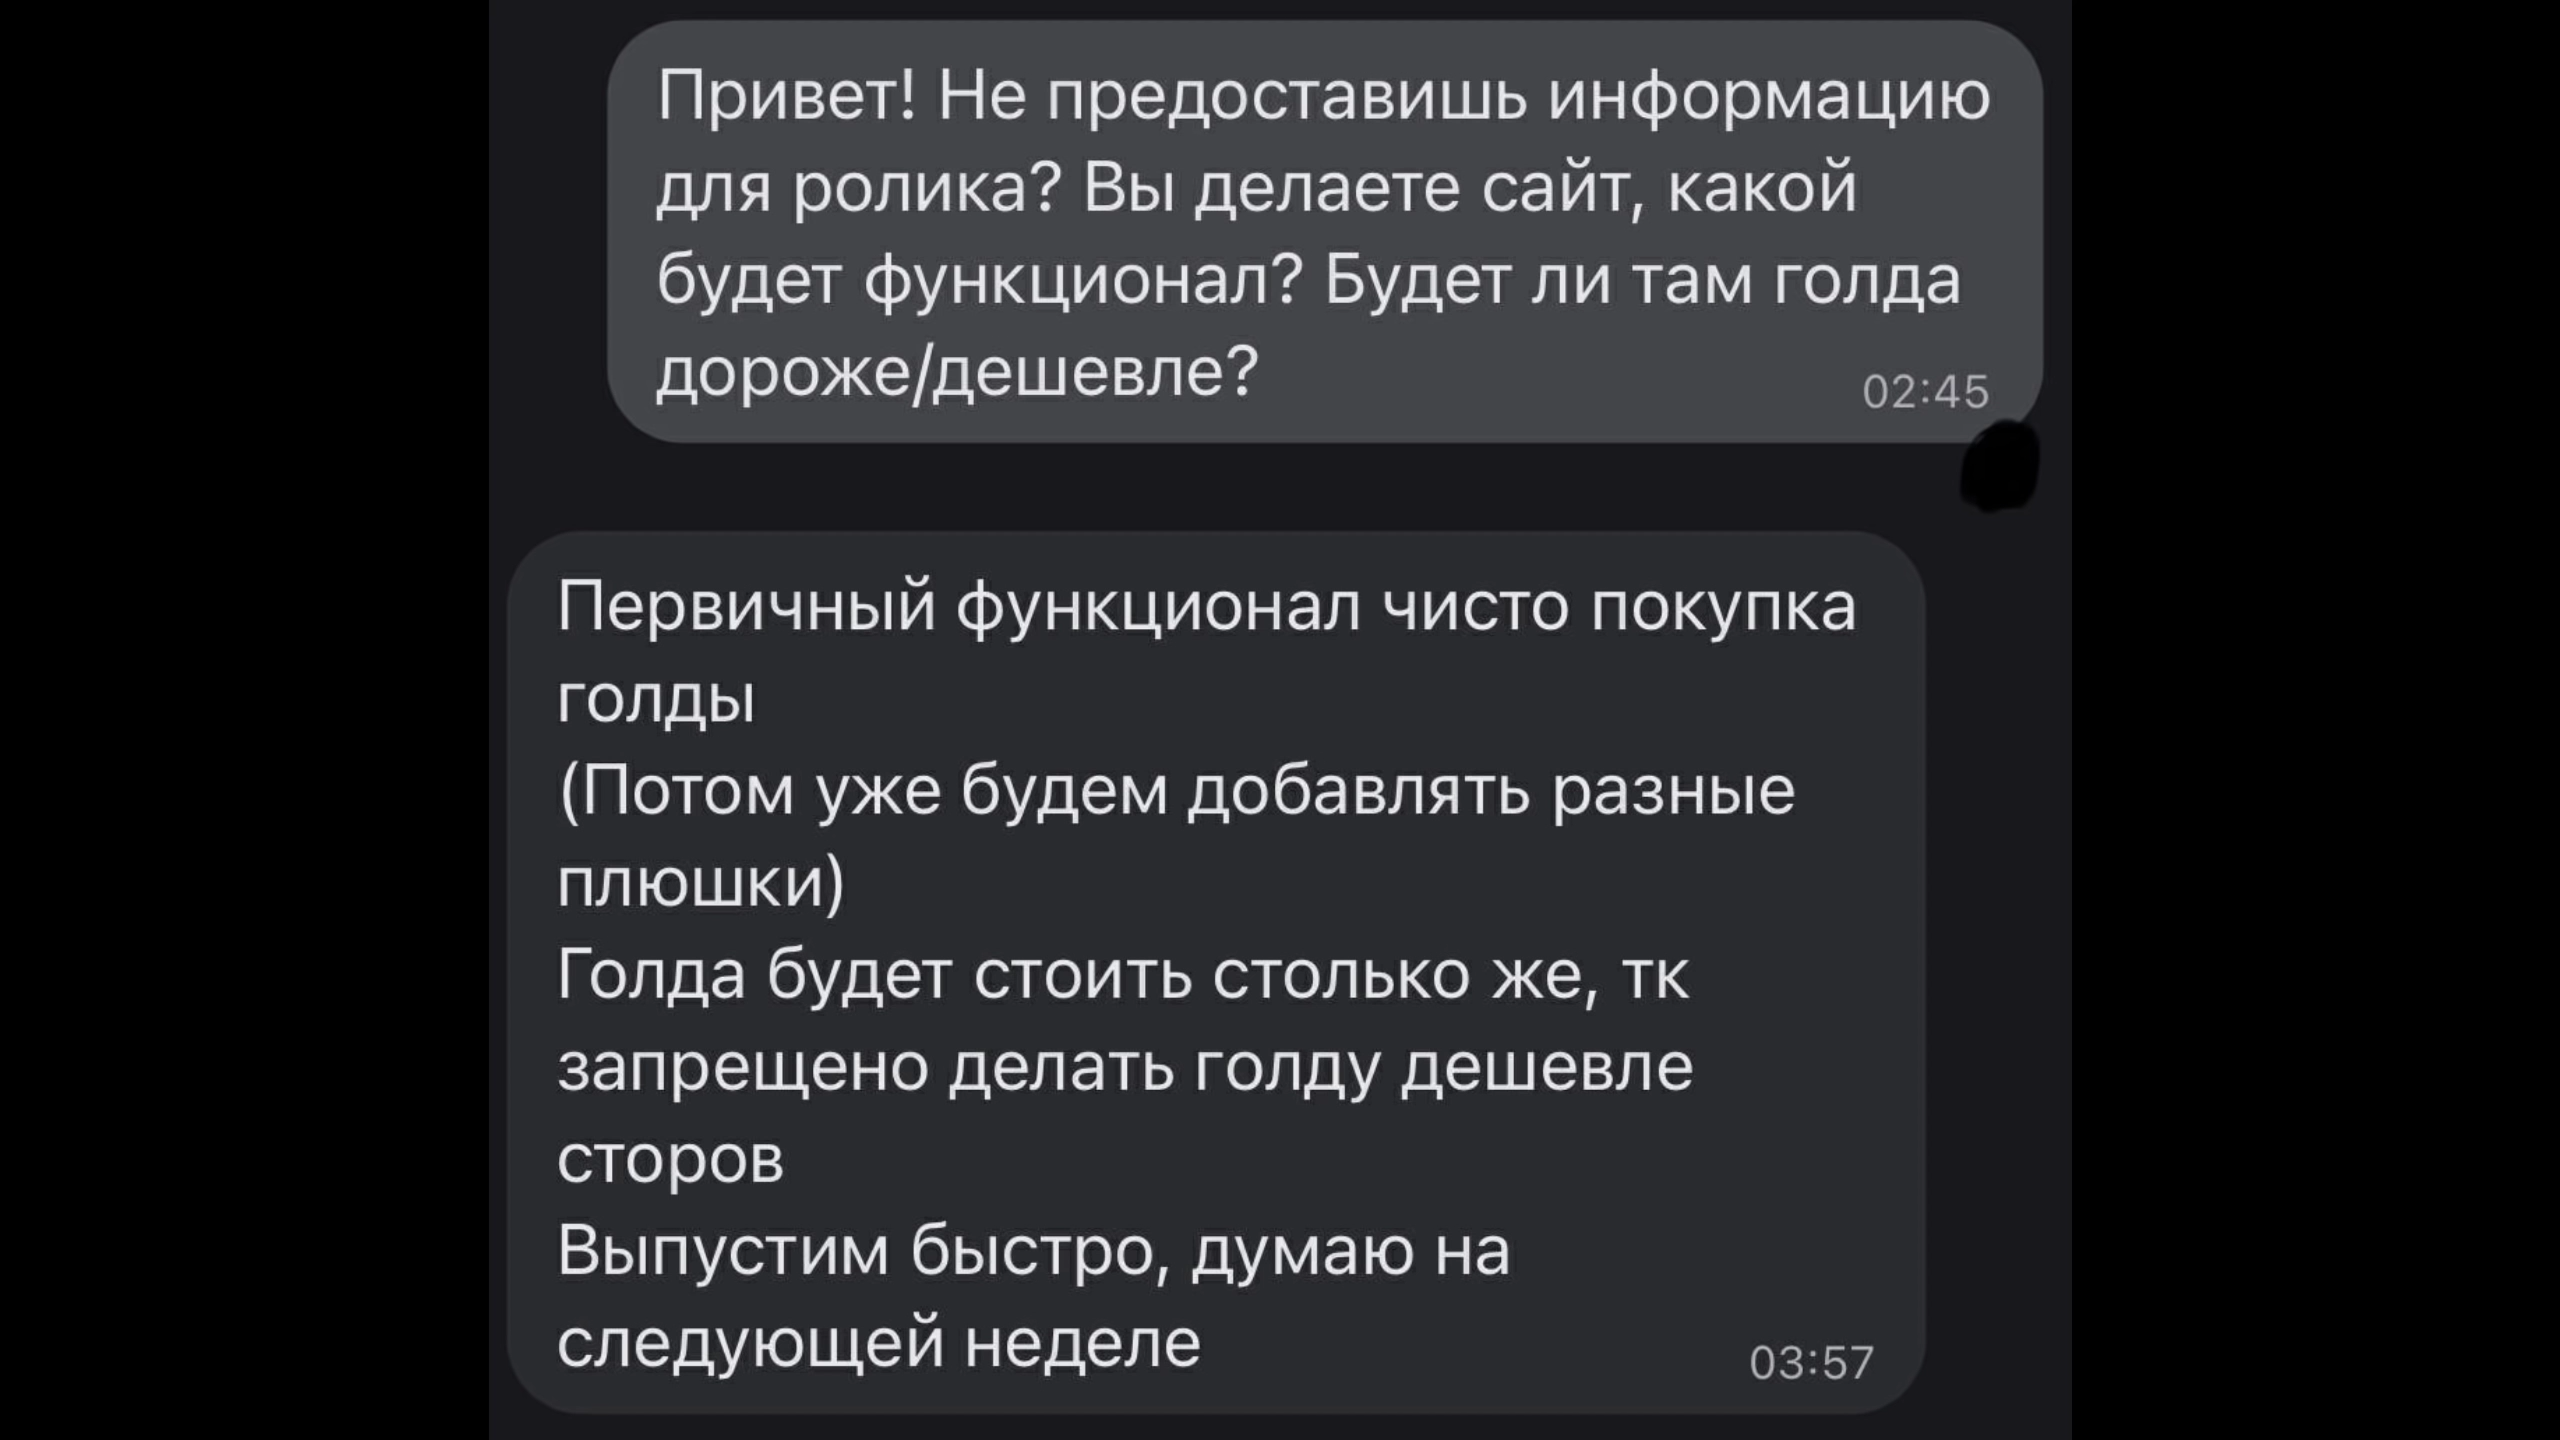 Привет! Не предоставишь информацию
для ролика? Вы делаете сайт, какой
будет функционал? Будет ли там голда
дороже/дешевле?
02:45
Первичный функционал чисто покупка
голды
(Потом уже будем добавлять разные
плюшки)
Голда будет стоить столько же, тк
запрещено делать голду дешевле
сторов
Выпустим быстро, думаю на
следующей неделе
03:57